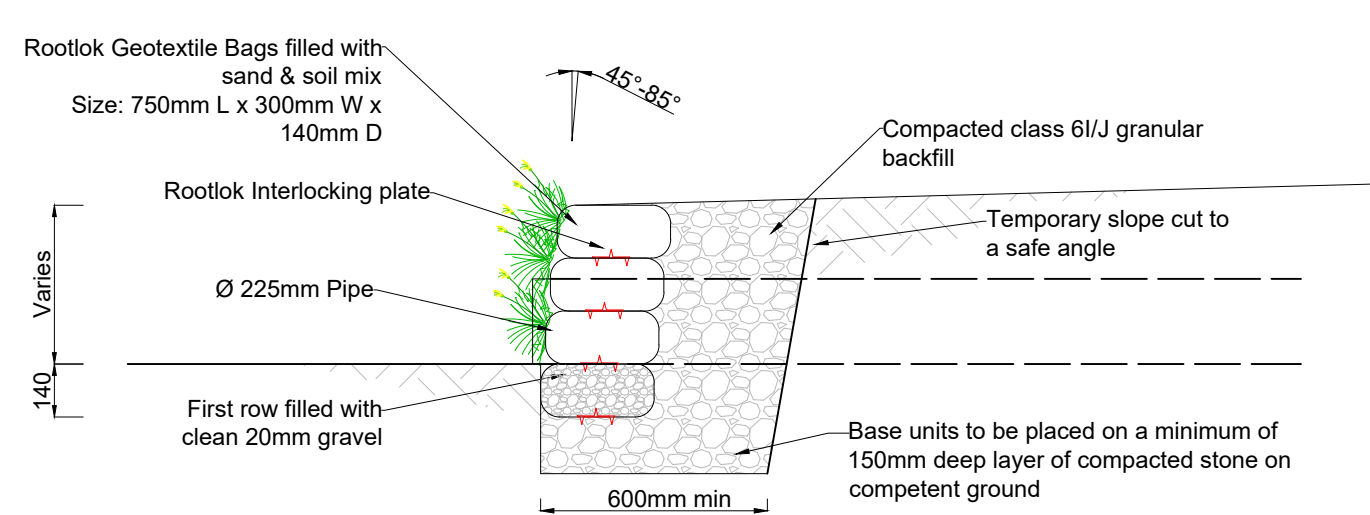 Rootlok Geotextile Bags filled with
sand & soil mix
Size: 750mm L x 300mm W x
140mm D
45°-85°
Compacted class 6I/J granular
backfill
Rootlok Interlocking plate
Temporary slope cut to
a safe angle
Varies
Ø 225mm Pipe
140
First row filled with
clean 20mm gravel
Base units to be placed on a minimum of
150mm deep layer of compacted stone on
competent ground
600mm min